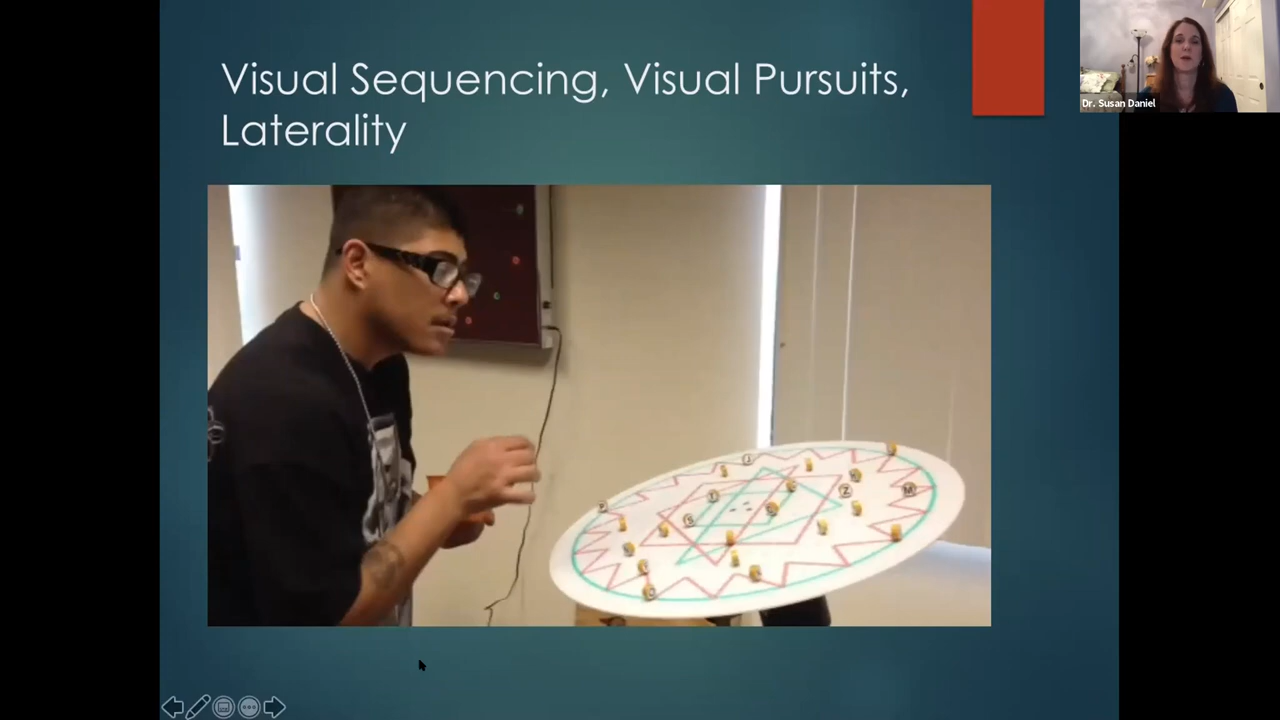 Visual Sequencing, Visual Pursuits,
Laterality
Dr. Susan Daniel
Z
M
S